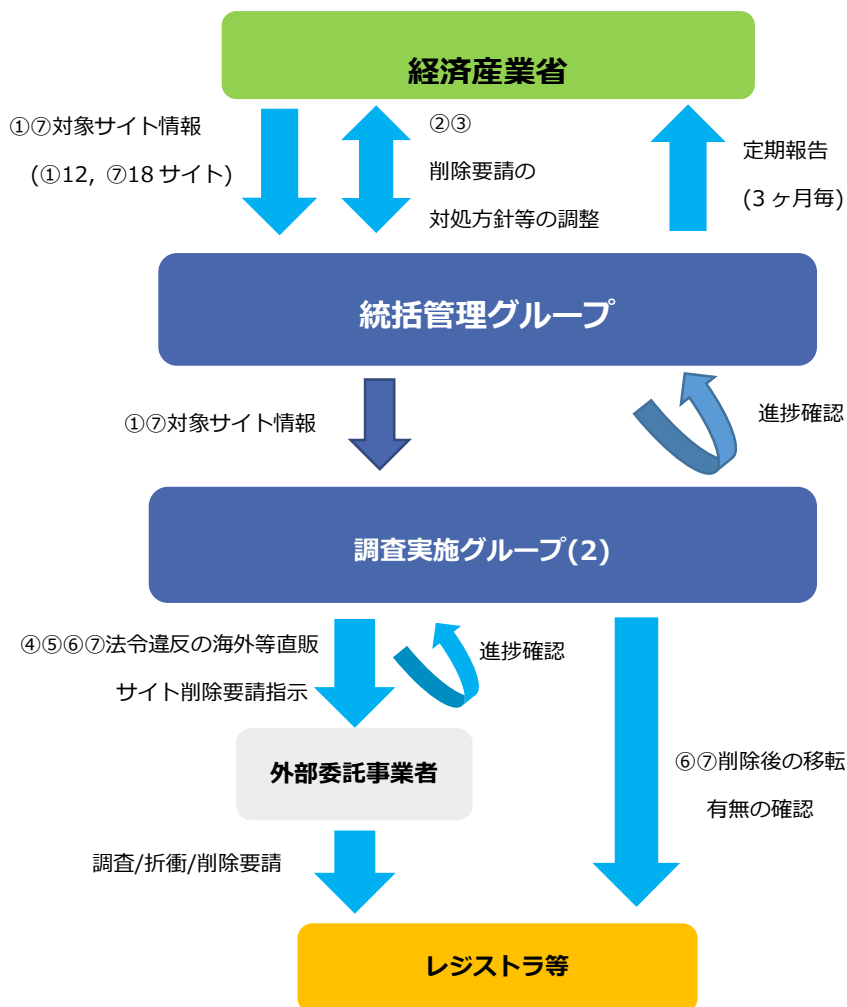 経済産業省
①⑦対象サイト情報
(①12, ⑦18 サイト)
②③
削除要請の
対処方針等の調整
定期報告
(3 ヶ月毎)
統括管理グループ
①⑦対象サイト情報
進捗確認
調査実施グループ(2)
④⑤⑥⑦法令違反の海外等直販
サイト削除要請指示
進捗確認
外部委託事業者
⑥⑦削除後の移転
有無の確認
調査/折衝/削除要請
レジストラ等